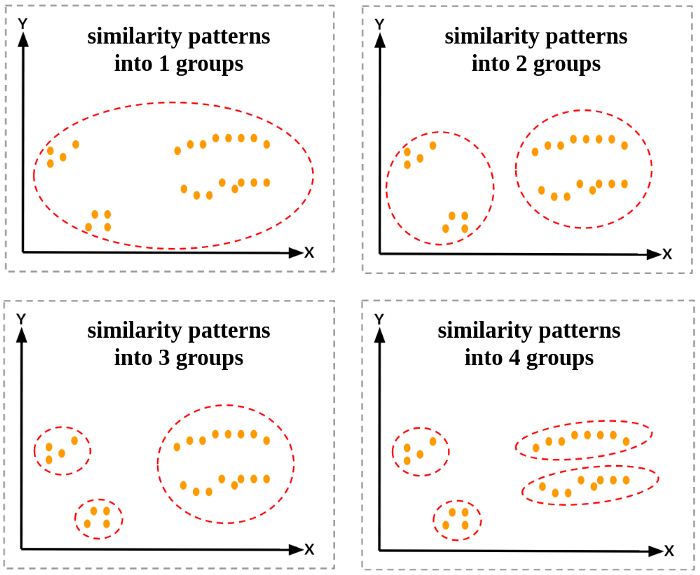 Y
similarity patterns
into 1 groups
X
Y
similarity patterns
into 2 groups
X
Y
similarity patterns
into 3 groups
X
Y
similarity patterns
into 4 groups
X